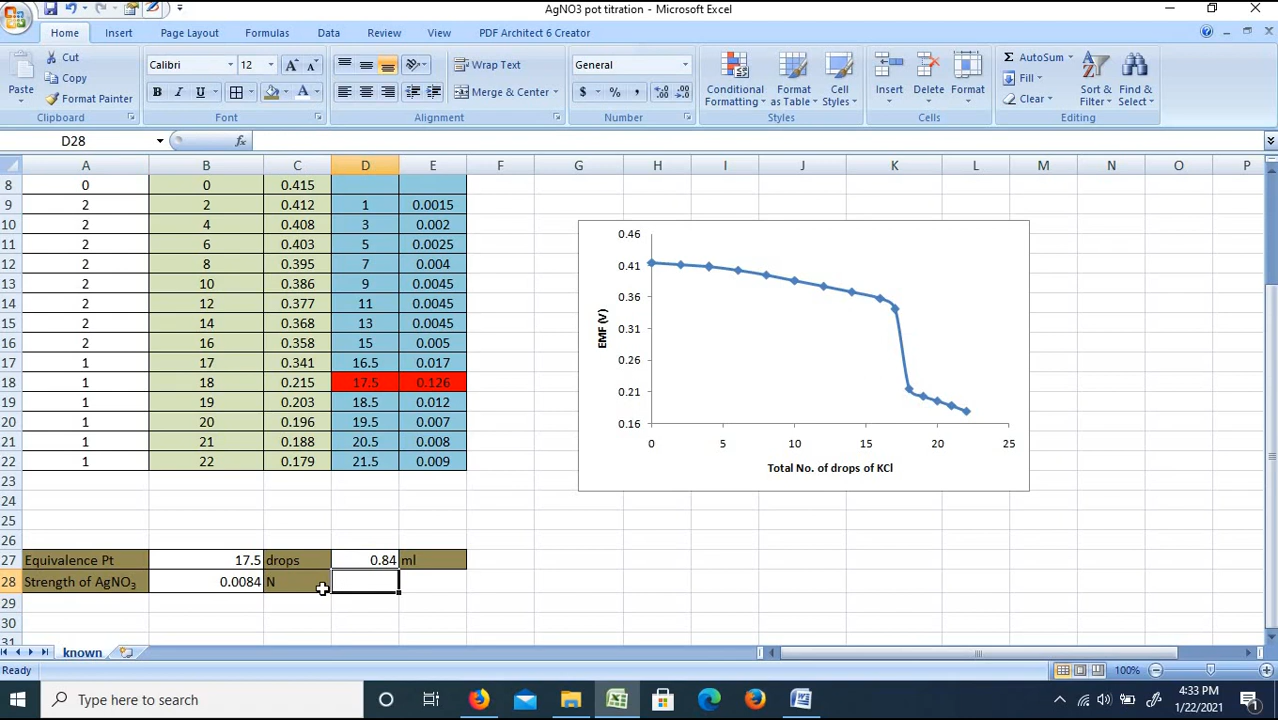 AgNO3 pot titration - Microsoft Excel
Home Insert Page Layout Formulas Data Review View PDF Architect 6 Creator
Paste Cut Copy Format Painter Clipboard
Calibri 12 B I U A Font
Wrap Text Merge & Center Alignment
General $ % , Number
Conditional Formatting Format as Table Cell Styles Styles
Insert Delete Format Cells
Σ AutoSum Fill Clear Sort & Filter Find & Select Editing
D28 fx
A B C D E F G H I J K L M N O P
8 0 0 0.415
9 2 2 0.412 1 0.0015
10 2 4 0.408 3 0.002
11 2 6 0.403 5 0.0025
12 2 8 0.395 7 0.004
13 2 10 0.386 9 0.0045
14 2 12 0.377 11 0.0045
15 2 14 0.368 13 0.0045
16 2 16 0.358 15 0.005
17 1 17 0.341 16.5 0.017
18 1 18 0.215 17.5 0.126
19 1 19 0.203 18.5 0.012
20 1 20 0.196 19.5 0.007
21 1 21 0.188 20.5 0.008
22 1 22 0.179 21.5 0.009
23
24
25
26
27 Equivalence Pt 17.5 drops 0.84 ml
28 Strength of AgNO₃ 0.0084 N
29
30
31
0.46
0.41
0.36
0.31
0.26
0.21
0.16
EMF (V)
0 5 10 15 20 25
Total No. of drops of KCl
known
Ready 100%
Type here to search
4:33 PM
1/22/2021